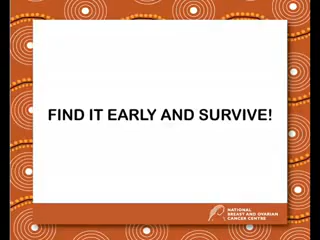 FIND IT EARLY AND SURVIVE!
NATIONAL
BREAST AND OVARIAN
CANCER CENTRE